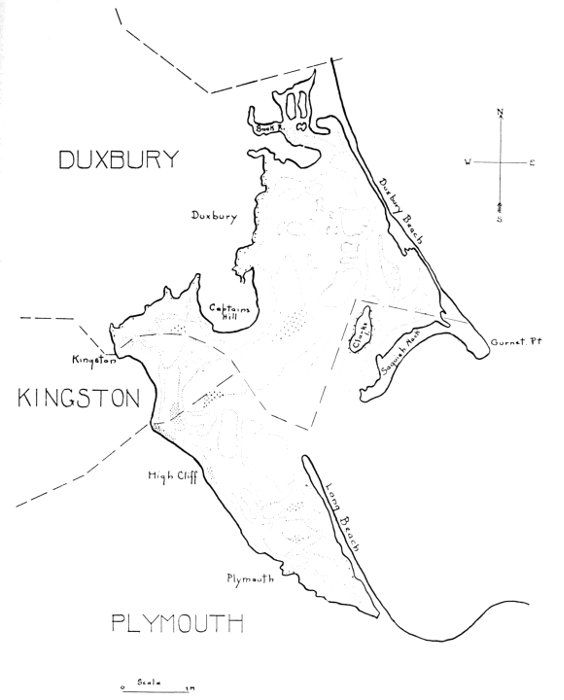 N
W E
S
DUXBURY
Back R.
Duxbury Beach
Duxbury
Captains
Hill
Clarks
I.
Saquish Neck
Gurnet. Pt
Kingston
KINGSTON
High Cliff
Long Beach
Plymouth
PLYMOUTH
Scale
0 1M